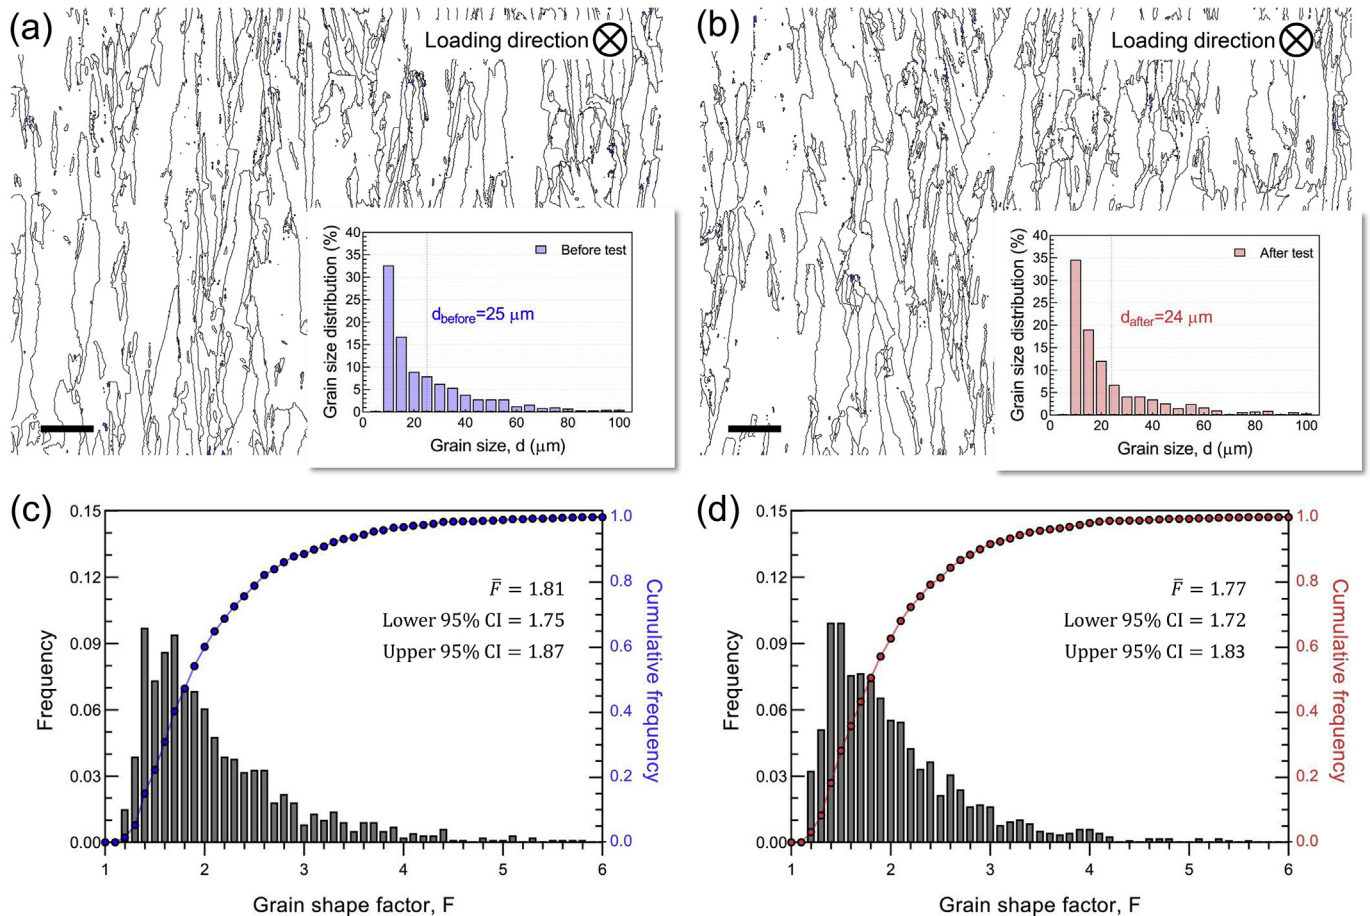 (a)
Loading direction
Grain size distribution (%)
40
35
30
25
20
15
10
5
0
Before test
dbefore=25 μm
20
40
60
80
100
Grain size, d (μm)
(b)
Loading direction
Grain size distribution (%)
40
35
30
25
20
15
10
5
0
After test
dafter=24 μm
20
40
60
80
100
Grain size, d (μm)
0
0
(c)
Frequency
0.15
0.12
0.09
0.06
0.03
0.00
F̅ = 1.81
Lower 95% CI = 1.75
Upper 95% CI = 1.87
1.0
0.8
0.6
0.4
0.2
0.0
Cumulative frequency
1
2
3
4
5
6
Grain shape factor, F
(d)
Frequency
0.15
0.12
0.09
0.06
0.03
0.00
F̅ = 1.77
Lower 95% CI = 1.72
Upper 95% CI = 1.83
1.0
0.8
0.6
0.4
0.2
0.0
Cumulative frequency
1
2
3
4
5
6
Grain shape factor, F